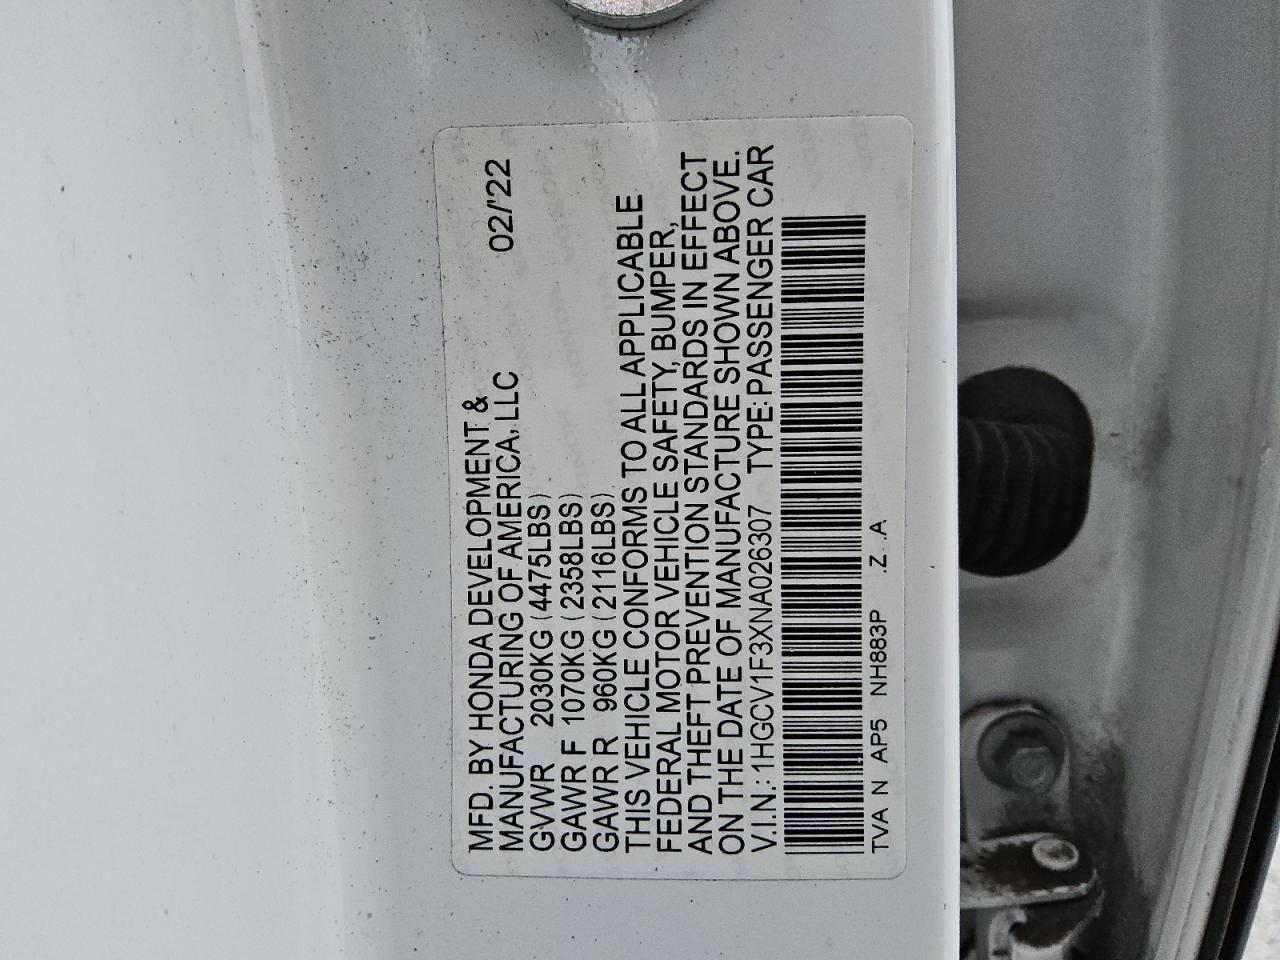 MFD. BY HONDA DEVELOPMENT &
MANUFACTURING OF AMERICA, LLC 02/'22
GVWR 2030KG (4475LBS)
GAWR F 1070KG (2358LBS)
GAWR R 960KG (2116LBS)
THIS VEHICLE CONFORMS TO ALL APPLICABLE
FEDERAL MOTOR VEHICLE SAFETY, BUMPER,
AND THEFT PREVENTION STANDARDS IN EFFECT
ON THE DATE OF MANUFACTURE SHOWN ABOVE.
V.I.N.: 1HGCV1F3XNA026307 TYPE: PASSENGER CAR
TVA N AP5 NH883P .Z .A